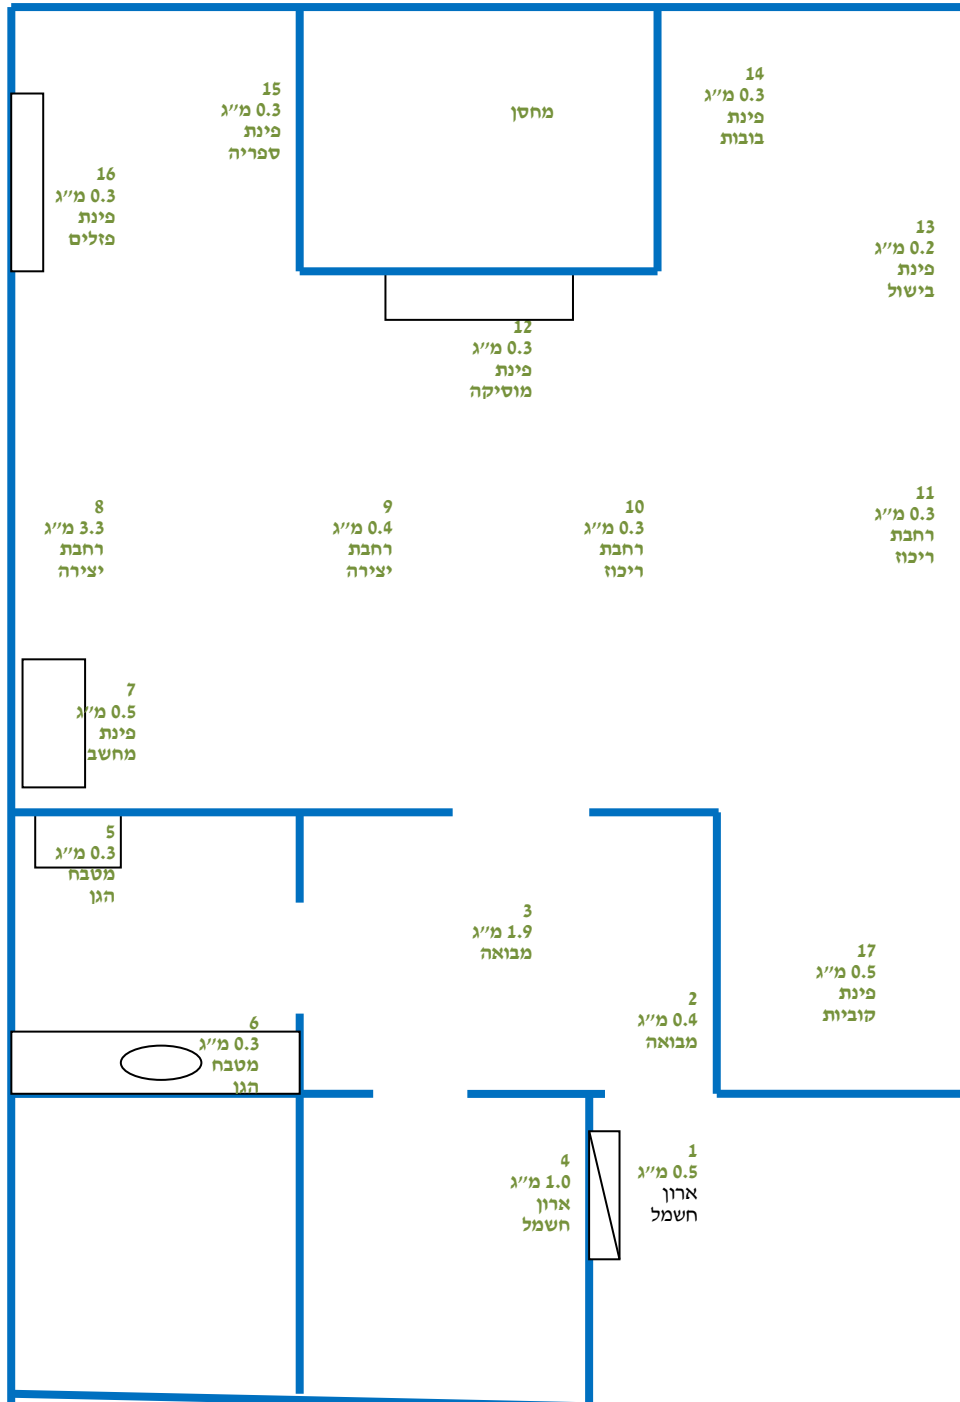 15
0.3 מ״ג
פינת
ספריה
מחסן
14
0.3 מ״ג
פינת
בובות
16
0.3 מ״ג
פינת
פזלים
13
0.2 מ״ג
פינת
בישול
12
0.3 מ״ג
פינת
מוסיקה
11
0.3 מ״ג
רחבת
ריכוז
10
0.3 מ״ג
רחבת
ריכוז
9
0.4 מ״ג
רחבת
יצירה
8
3.3 מ״ג
רחבת
יצירה
7
0.5 מ״ג
פינת
מחשב
5
0.3 מ״ג
מטבח
הגן
3
1.9 מ״ג
מבואה
17
0.5 מ״ג
פינת
קוביות
2
0.4 מ״ג
מבואה
6
0.3 מ״ג
מטבח
הגן
1
0.5 מ״ג
ארון
חשמל
4
1.0 מ״ג
ארון
חשמל